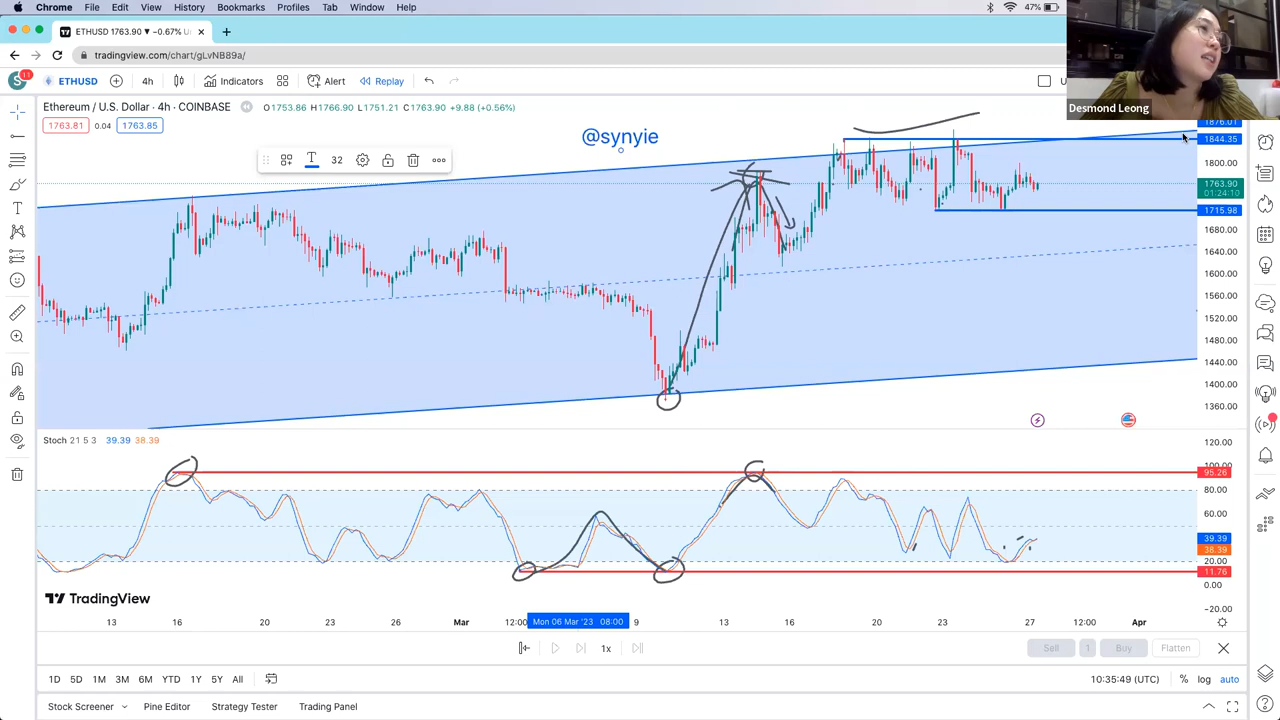 Chrome File Edit View History Bookmarks Profiles Tab Window Help 47%
ETHUSD 1763.90 ▼ −0.67% U
tradingview.com/chart/gLvNB89a/
S 11 ETHUSD 4h Indicators Alert Replay
Desmond Leong
Ethereum / U.S. Dollar · 4h · COINBASE O1753.86 H1766.90 L1751.21 C1763.90 +9.88 (+0.56%)
1763.81 0.04 1763.85
@synyie
32
1876.01
1844.35
1800.00
1763.90
01:24:10
1715.98
1680.00
1640.00
1600.00
1560.00
1520.00
1480.00
1440.00
1400.00
1360.00
Stoch 21 5 3 39.39 38.39
120.00
100.00
95.26
80.00
60.00
39.39
38.39
20.00
11.76
0.00
−20.00
TradingView
13 16 20 23 26 Mar 12:00 Mon 06 Mar '23 08:00 9 13 16 20 23 27 12:00 Apr
1x Sell 1 Buy Flatten
1D 5D 1M 3M 6M YTD 1Y 5Y All 10:35:49 (UTC) % log auto
Stock Screener Pine Editor Strategy Tester Trading Panel